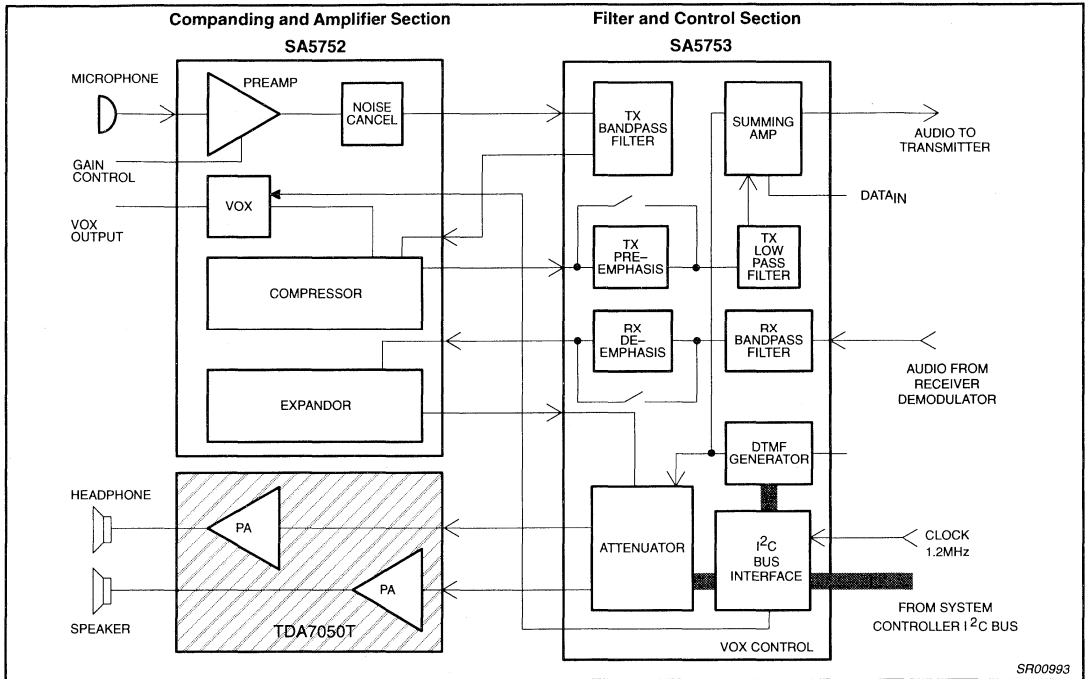 Companding and Amplifier Section
SA5752
Filter and Control Section
SA5753
MICROPHONE
PREAMP
NOISE
CANCEL
GAIN
CONTROL
VOX
VOX
OUTPUT
COMPRESSOR
EXPANDOR
TX
BANDPASS
FILTER
SUMMING
AMP
AUDIO TO
TRANSMITTER
DATAIN
TX
PRE–
EMPHASIS
TX
LOW
PASS
FILTER
RX
DE–
EMPHASIS
RX
BANDPASS
FILTER
AUDIO FROM
RECEIVER
DEMODULATOR
DTMF
GENERATOR
HEADPHONE
PA
PA
SPEAKER
TDA7050T
ATTENUATOR
I2C
BUS
INTERFACE
CLOCK
1.2MHz
FROM SYSTEM
CONTROLLER I2C BUS
VOX CONTROL
SR00993